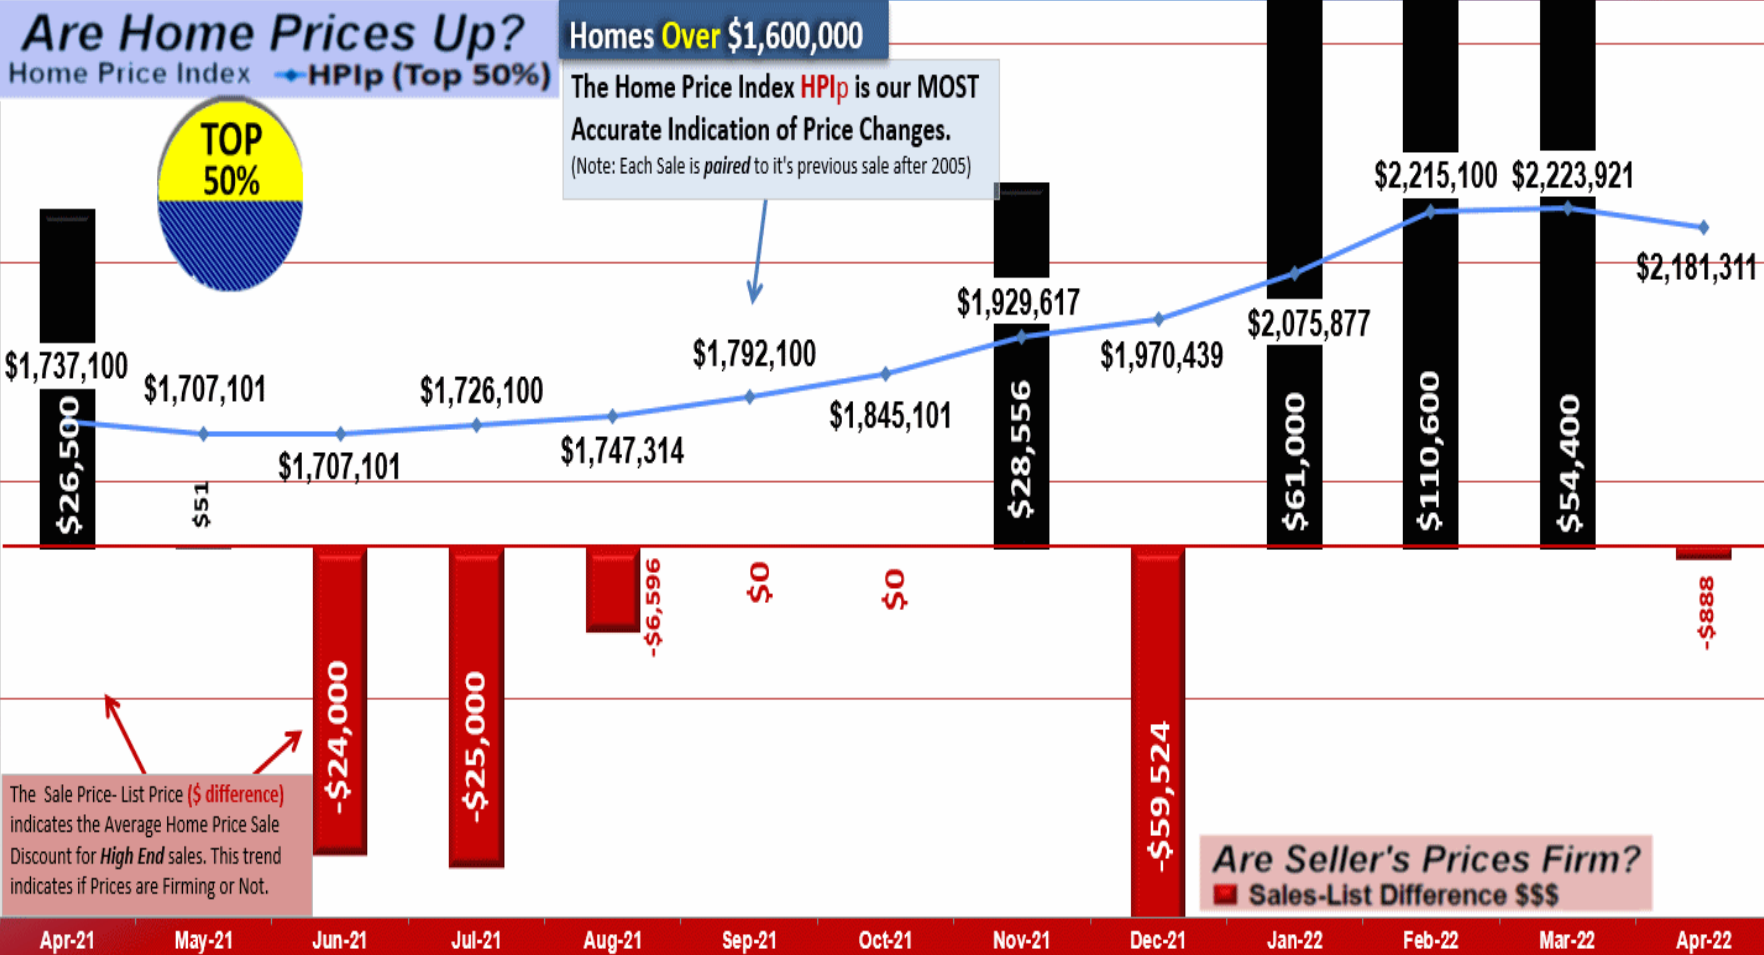 Are Home Prices Up?
Home Price Index HPIp (Top 50%)
Homes Over $1,600,000
The Home Price Index HPIp is our MOST
Accurate Indication of Price Changes.
(Note: Each Sale is paired to it's previous sale after 2005)
TOP
50%
$1,737,100
$1,707,101
$1,707,101
$1,726,100
$1,747,314
$1,792,100
$1,845,101
$1,929,617
$1,970,439
$2,075,877
$2,215,100
$2,223,921
$2,181,311
$26,500
$51
-$24,000
-$25,000
-$6,596
$0
$0
$28,556
-$59,524
$61,000
$110,600
$54,400
-$888
The Sale Price- List Price ($ difference)
indicates the Average Home Price Sale
Discount for High End sales. This trend
indicates if Prices are Firming or Not.
Are Seller's Prices Firm?
Sales-List Difference $$$
Apr-21 May-21 Jun-21 Jul-21 Aug-21 Sep-21 Oct-21 Nov-21 Dec-21 Jan-22 Feb-22 Mar-22 Apr-22